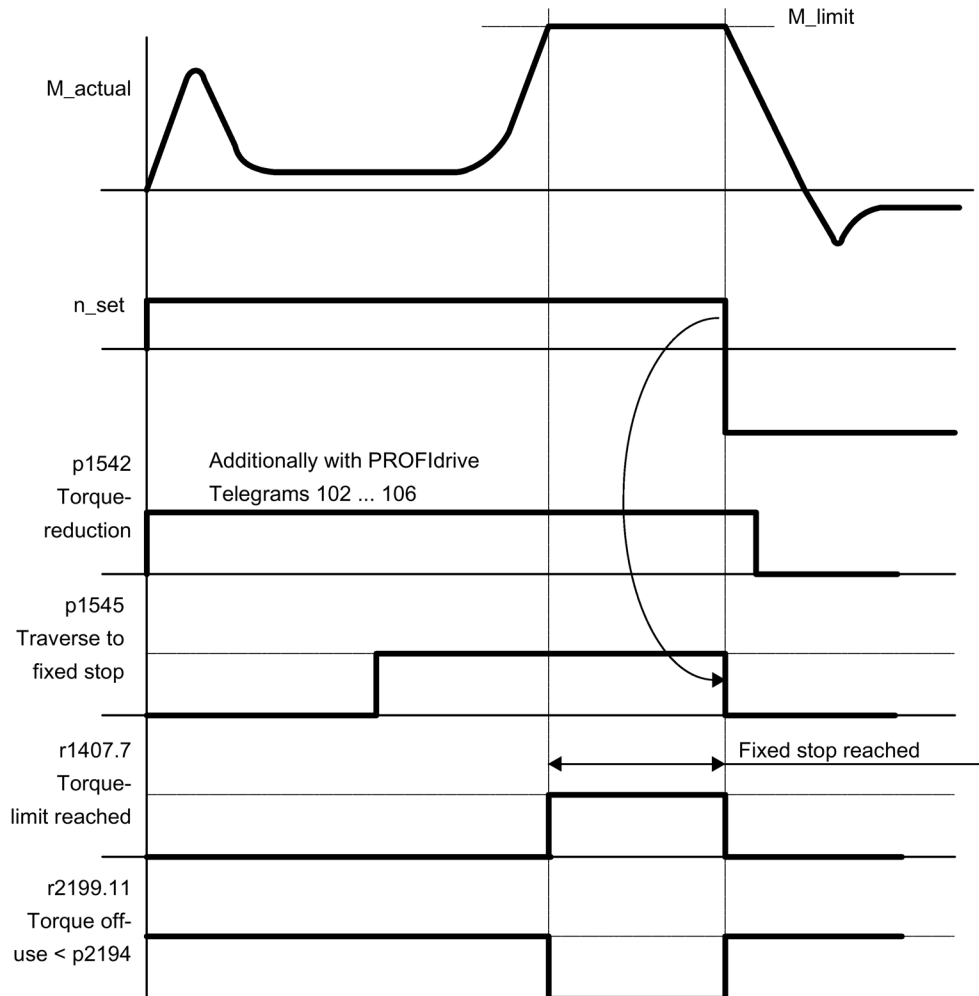 M_limit
M_actual
n_set
p1542
Torque-
reduction
Additionally with PROFIdrive
Telegrams 102 ... 106
p1545
Traverse to
fixed stop
r1407.7
Torque-
limit reached
Fixed stop reached
r2199.11
Torque off-
use < p2194